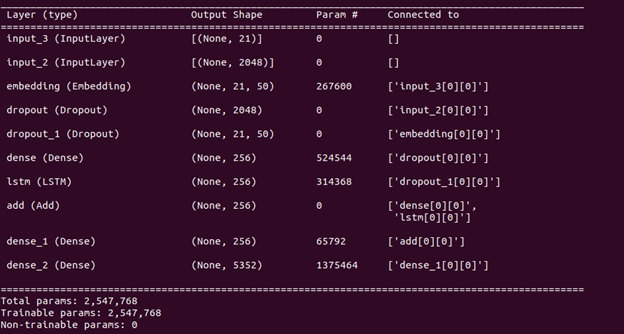 Layer (type) Output Shape Param # Connected to
input_3 (InputLayer) [(None, 21)] 0 []
input_2 (InputLayer) [(None, 2048)] 0 []
embedding (Embedding) (None, 21, 50) 267600 ['input_3[0][0]']
dropout (Dropout) (None, 2048) 0 ['input_2[0][0]']
dropout_1 (Dropout) (None, 21, 50) 0 ['embedding[0][0]']
dense (Dense) (None, 256) 524544 ['dropout[0][0]']
lstm (LSTM) (None, 256) 314368 ['dropout_1[0][0]']
add (Add) (None, 256) 0 ['dense[0][0]',
'lstm[0][0]']
dense_1 (Dense) (None, 256) 65792 ['add[0][0]']
dense_2 (Dense) (None, 5352) 1375464 ['dense_1[0][0]']
Total params: 2,547,768
Trainable params: 2,547,768
Non-trainable params: 0